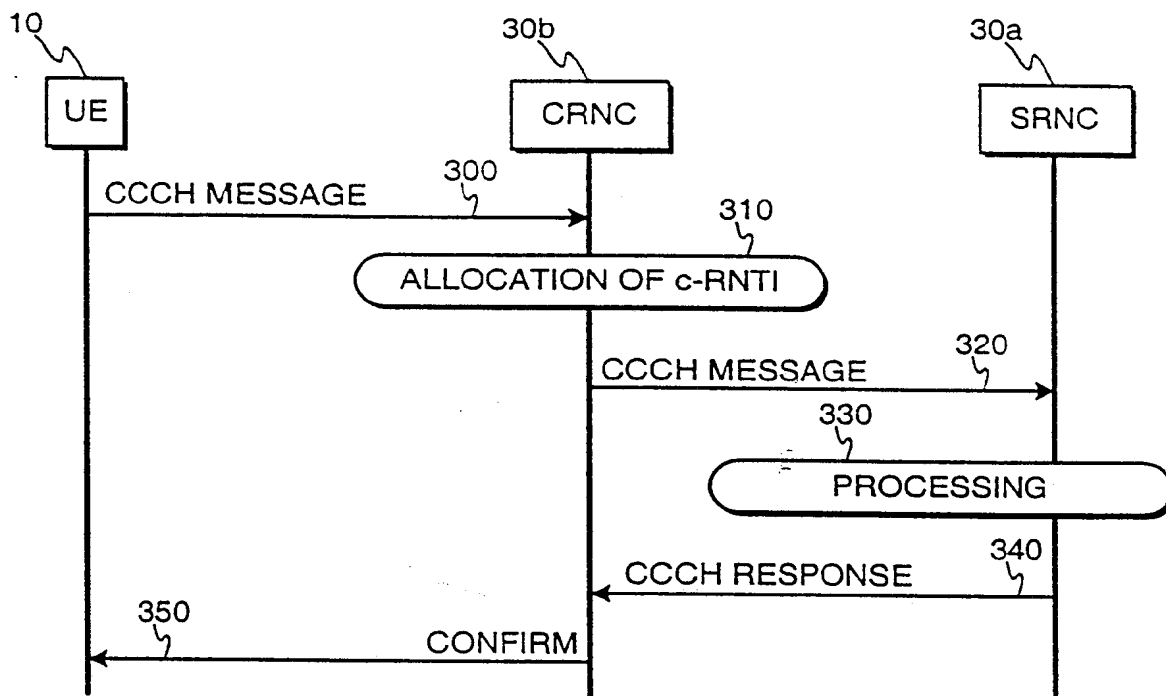 10
30b
30a
UE
CRNC
SRNC
CCCH MESSAGE
300
310
ALLOCATION OF c-RNTI
CCCH MESSAGE
320
330
PROCESSING
340
CCCH RESPONSE
350
CONFIRM